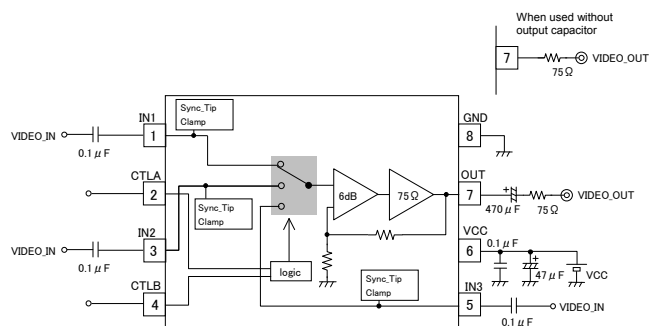 When used without
output capacitor
7
VIDEO_OUT
75Ω
IN1
Sync_Tip
Clamp
GND
VIDEO_IN
1
8
0.1μF
CTLA
OUT
2
6dB
75Ω
7
VIDEO_OUT
Sync_Tip
Clamp
470μF
75Ω
IN2
VCC
0.1μF
VIDEO_IN
3
6
0.1μF
logic
47μF
VCC
CTLB
Sync_Tip
Clamp
IN3
4
5
VIDEO_IN
0.1μF